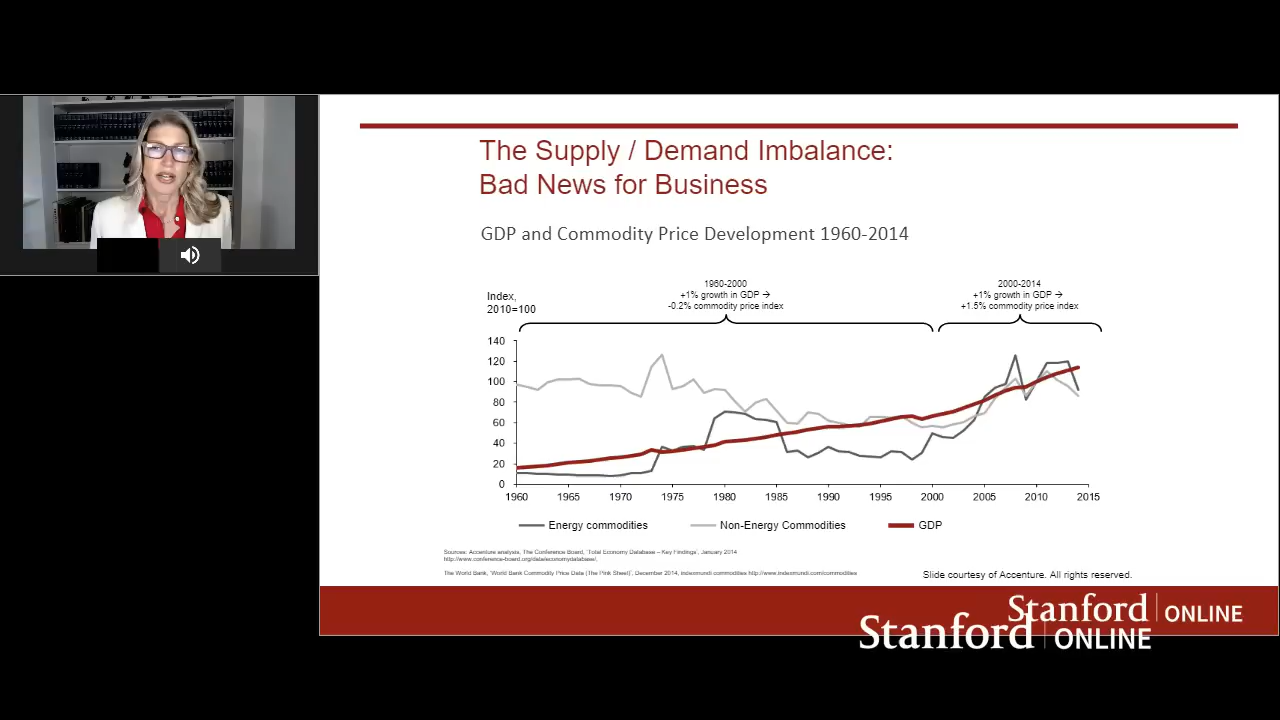 The Supply / Demand Imbalance:
Bad News for Business
GDP and Commodity Price Development 1960-2014
Index,
2010=100
1960-2000
+1% growth in GDP →
-0.2% commodity price index
2000-2014
+1% growth in GDP →
+1.5% commodity price index
140
120
100
80
60
40
20
0
1960 1965 1970 1975 1980 1985 1990 1995 2000 2005 2010 2015
Energy commodities Non-Energy Commodities GDP
Sources: Accenture analysis, The Conference Board, 'Total Economy Database – Key Findings', January 2014
http://www.conference-board.org/data/economydatabase/,
The World Bank, 'World Bank Commodity Price Data (The Pink Sheet)', December 2014, indexmundi commodities http://www.indexmundi.com/commodities
Slide courtesy of Accenture. All rights reserved.
Stanford ONLINE
Stanford ONLINE